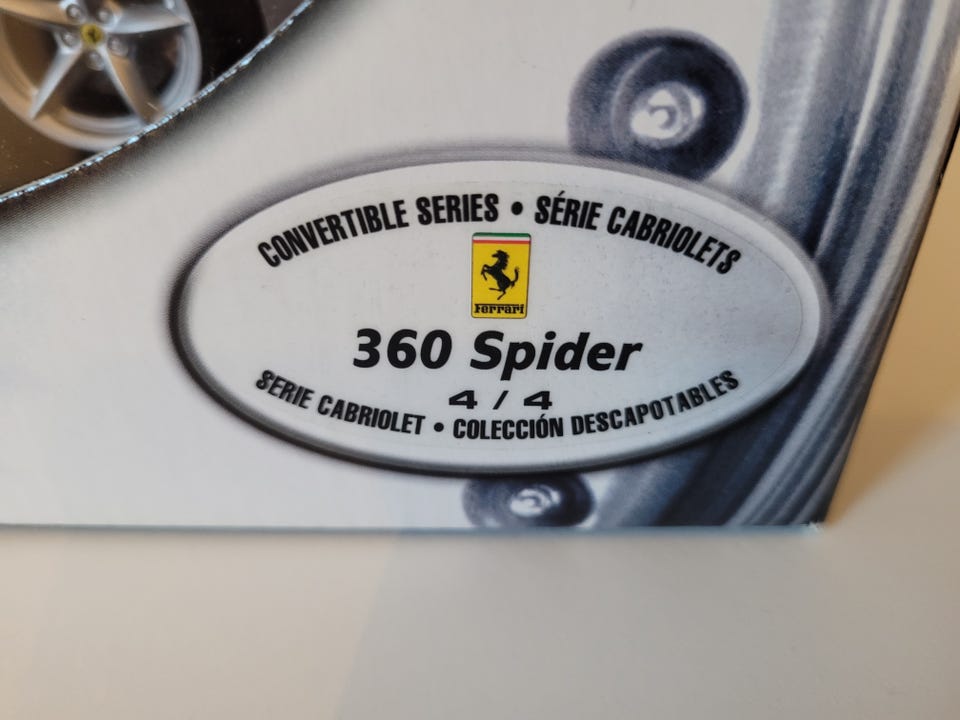 CONVERTIBLE SERIES • SÉRIE CABRIOLETS
Ferrari
360 Spider
4 / 4
SERIE CABRIOLET • COLECCIÓN DESCAPOTABLES